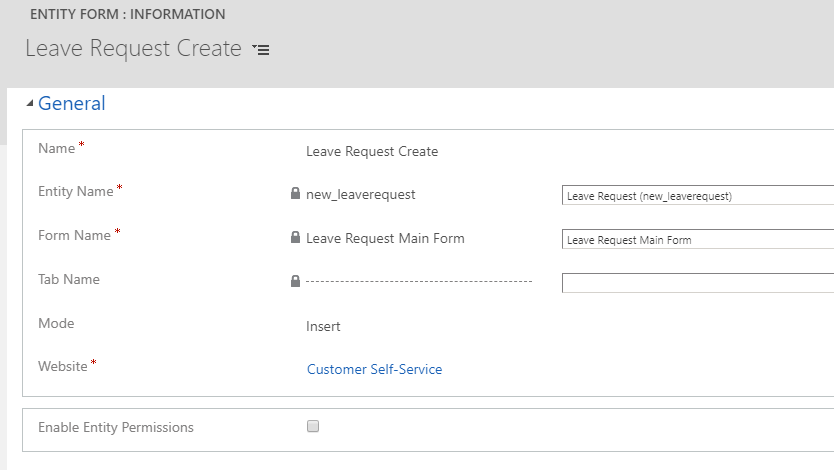 ENTITY FORM : INFORMATION
Leave Request Create
General
Name * Leave Request Create
Entity Name * new_leaverequest Leave Request (new_leaverequest)
Form Name * Leave Request Main Form Leave Request Main Form
Tab Name --------------------------------------
Mode Insert
Website * Customer Self-Service
Enable Entity Permissions